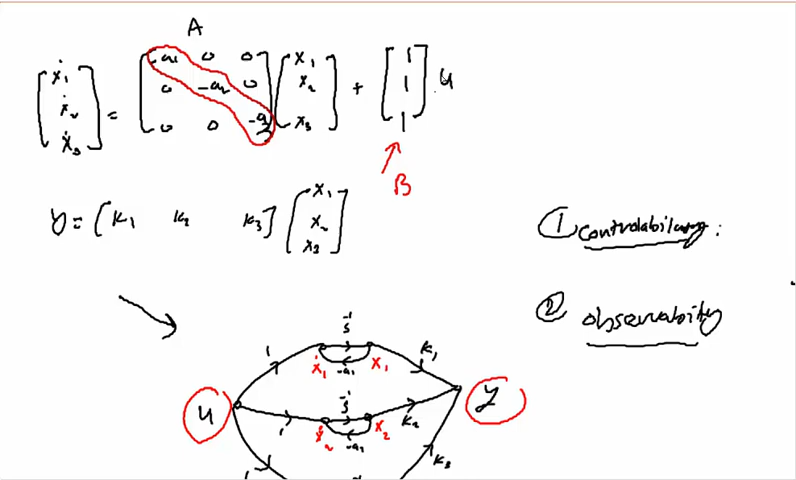 A
[ẋ1 ẋ2 ẋ3] = [-a1 0 0; 0 -a2 0; 0 0 -a3] [x1 x2 x3] + [1 1 1] . u
B
y = [k1 k2 k3] [x1 x2 x3]
① Controlability:
② observability
s⁻¹
1 ẋ1 -a1 x1 k1
u y
s⁻¹
1 ẋ2 -a2 x2 k2
1 k3